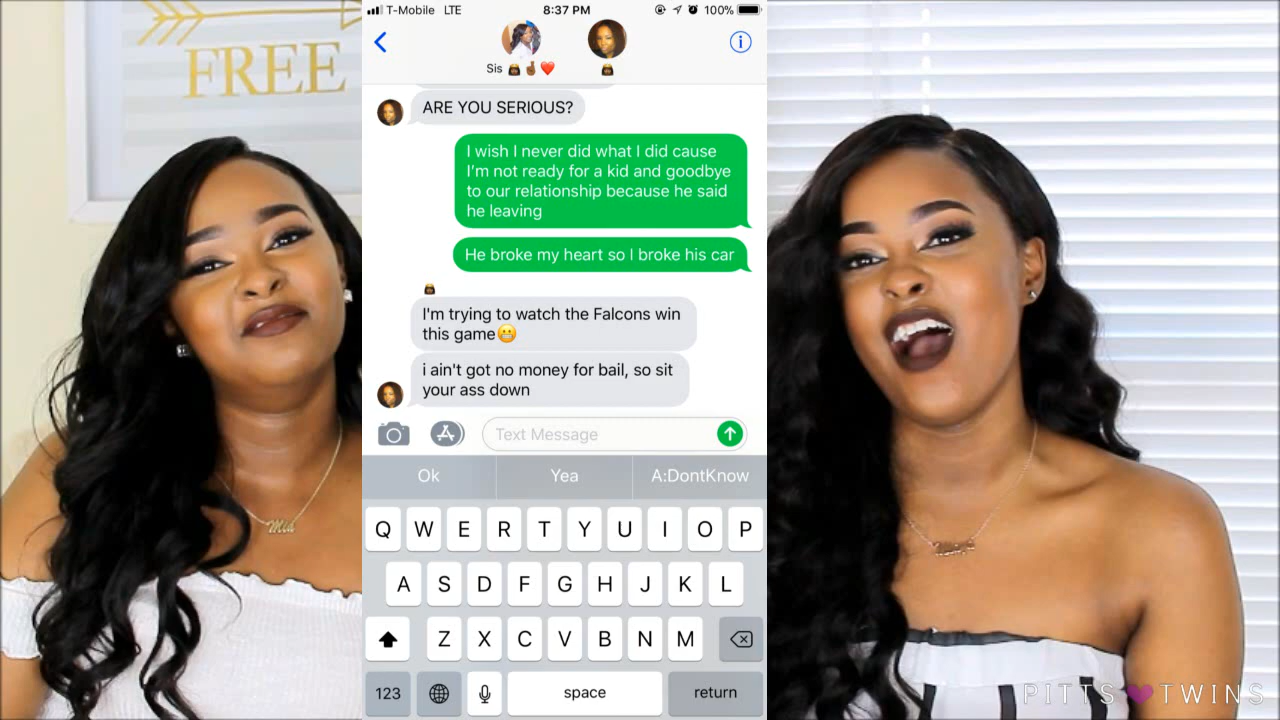 FREE
T-Mobile LTE 8:37 PM 100%
Sis
ARE YOU SERIOUS?
I wish I never did what I did cause
I'm not ready for a kid and goodbye
to our relationship because he said
he leaving
He broke my heart so I broke his car
I'm trying to watch the Falcons win
this game😬
i ain't got no money for bail, so sit
your ass down
Text Message
Ok Yea A:DontKnow
Q W E R T Y U I O P
A S D F G H J K L
Z X C V B N M
123 space return
PITTS TWINS